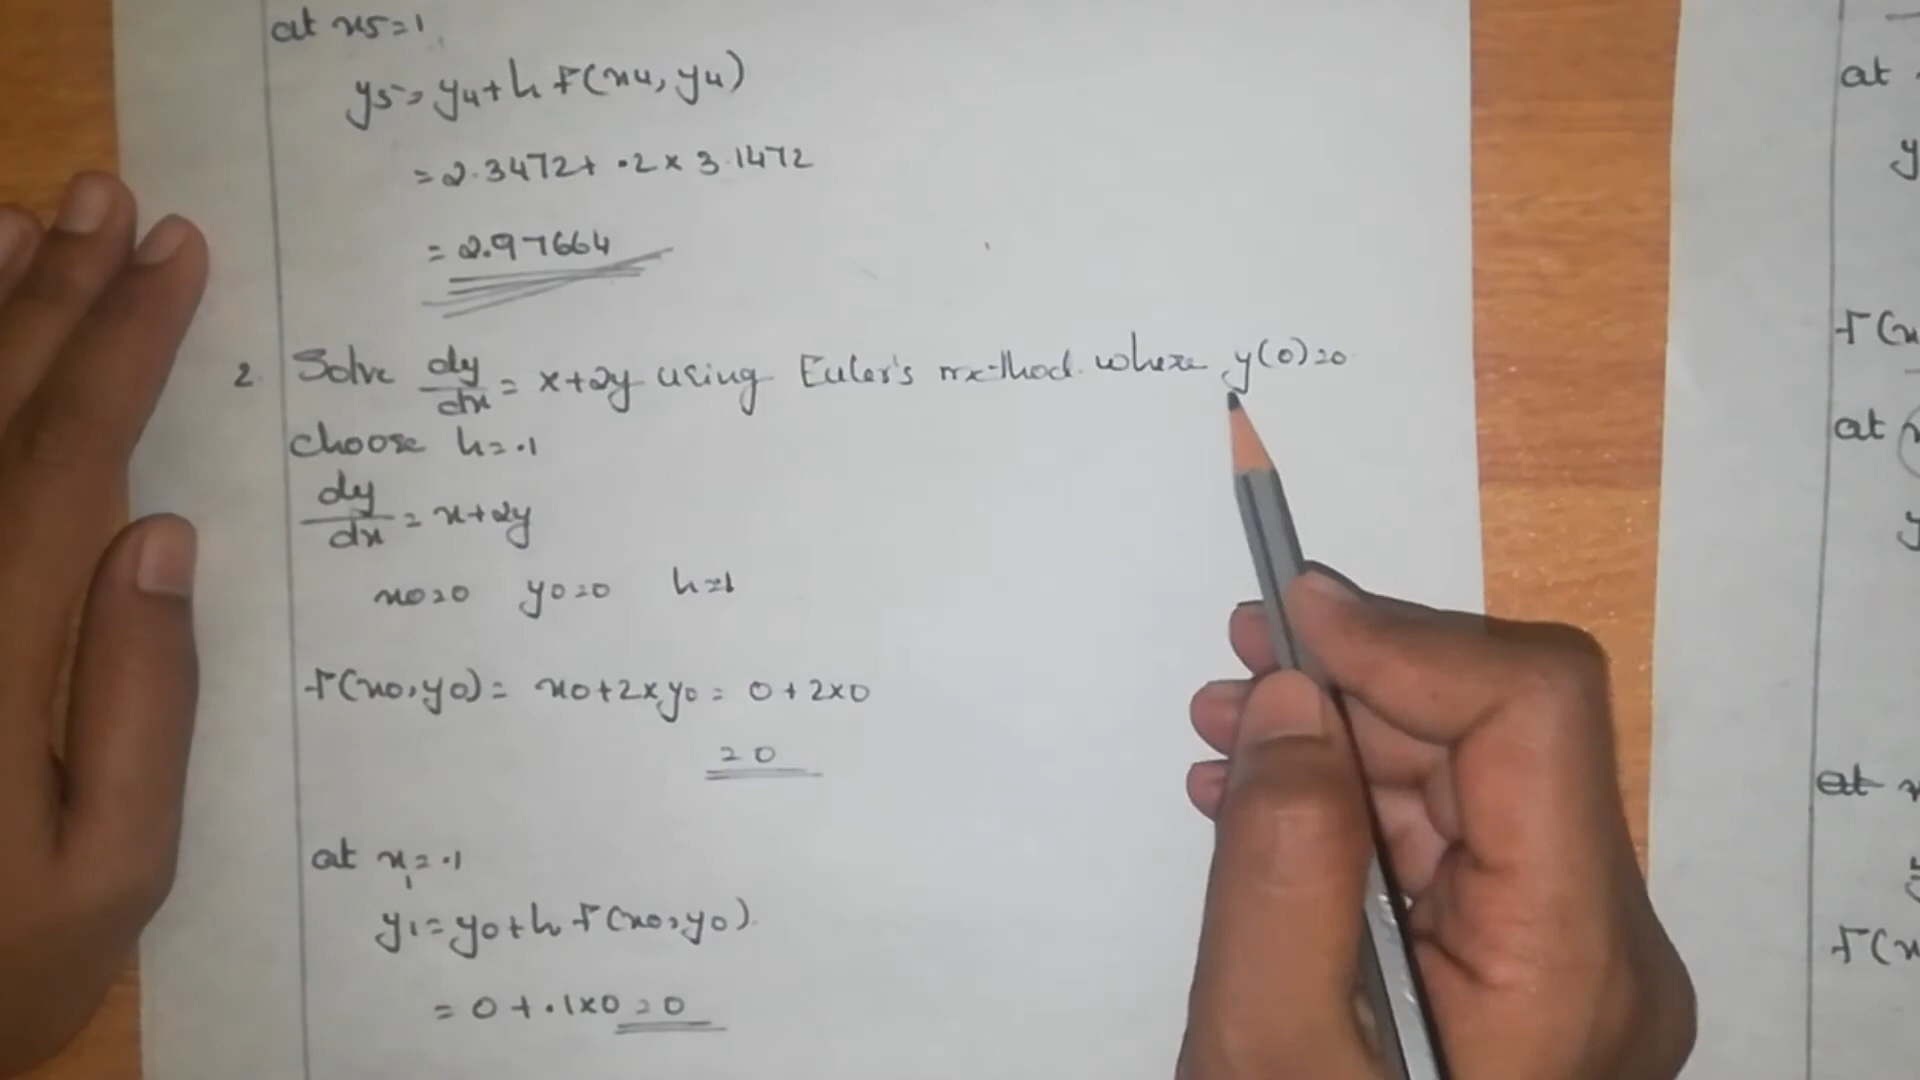 at x5=1
y5= y4+h f(x4, y4)
=2.3472+ .2 x 3.1472
= 2.97664
2. Solve dy/dx = x+2y using Euler's method where y(0)=0
choose h=.1
dy/dx = x+2y
x0=0 y0=0 h=.1
f(x0,y0)= x0+2xy0= 0+2x0
=0
at x1=.1
y1=y0+h f(x0,y0).
= 0+.1x0=0
at
y
f(x
at
y
at x
f(x